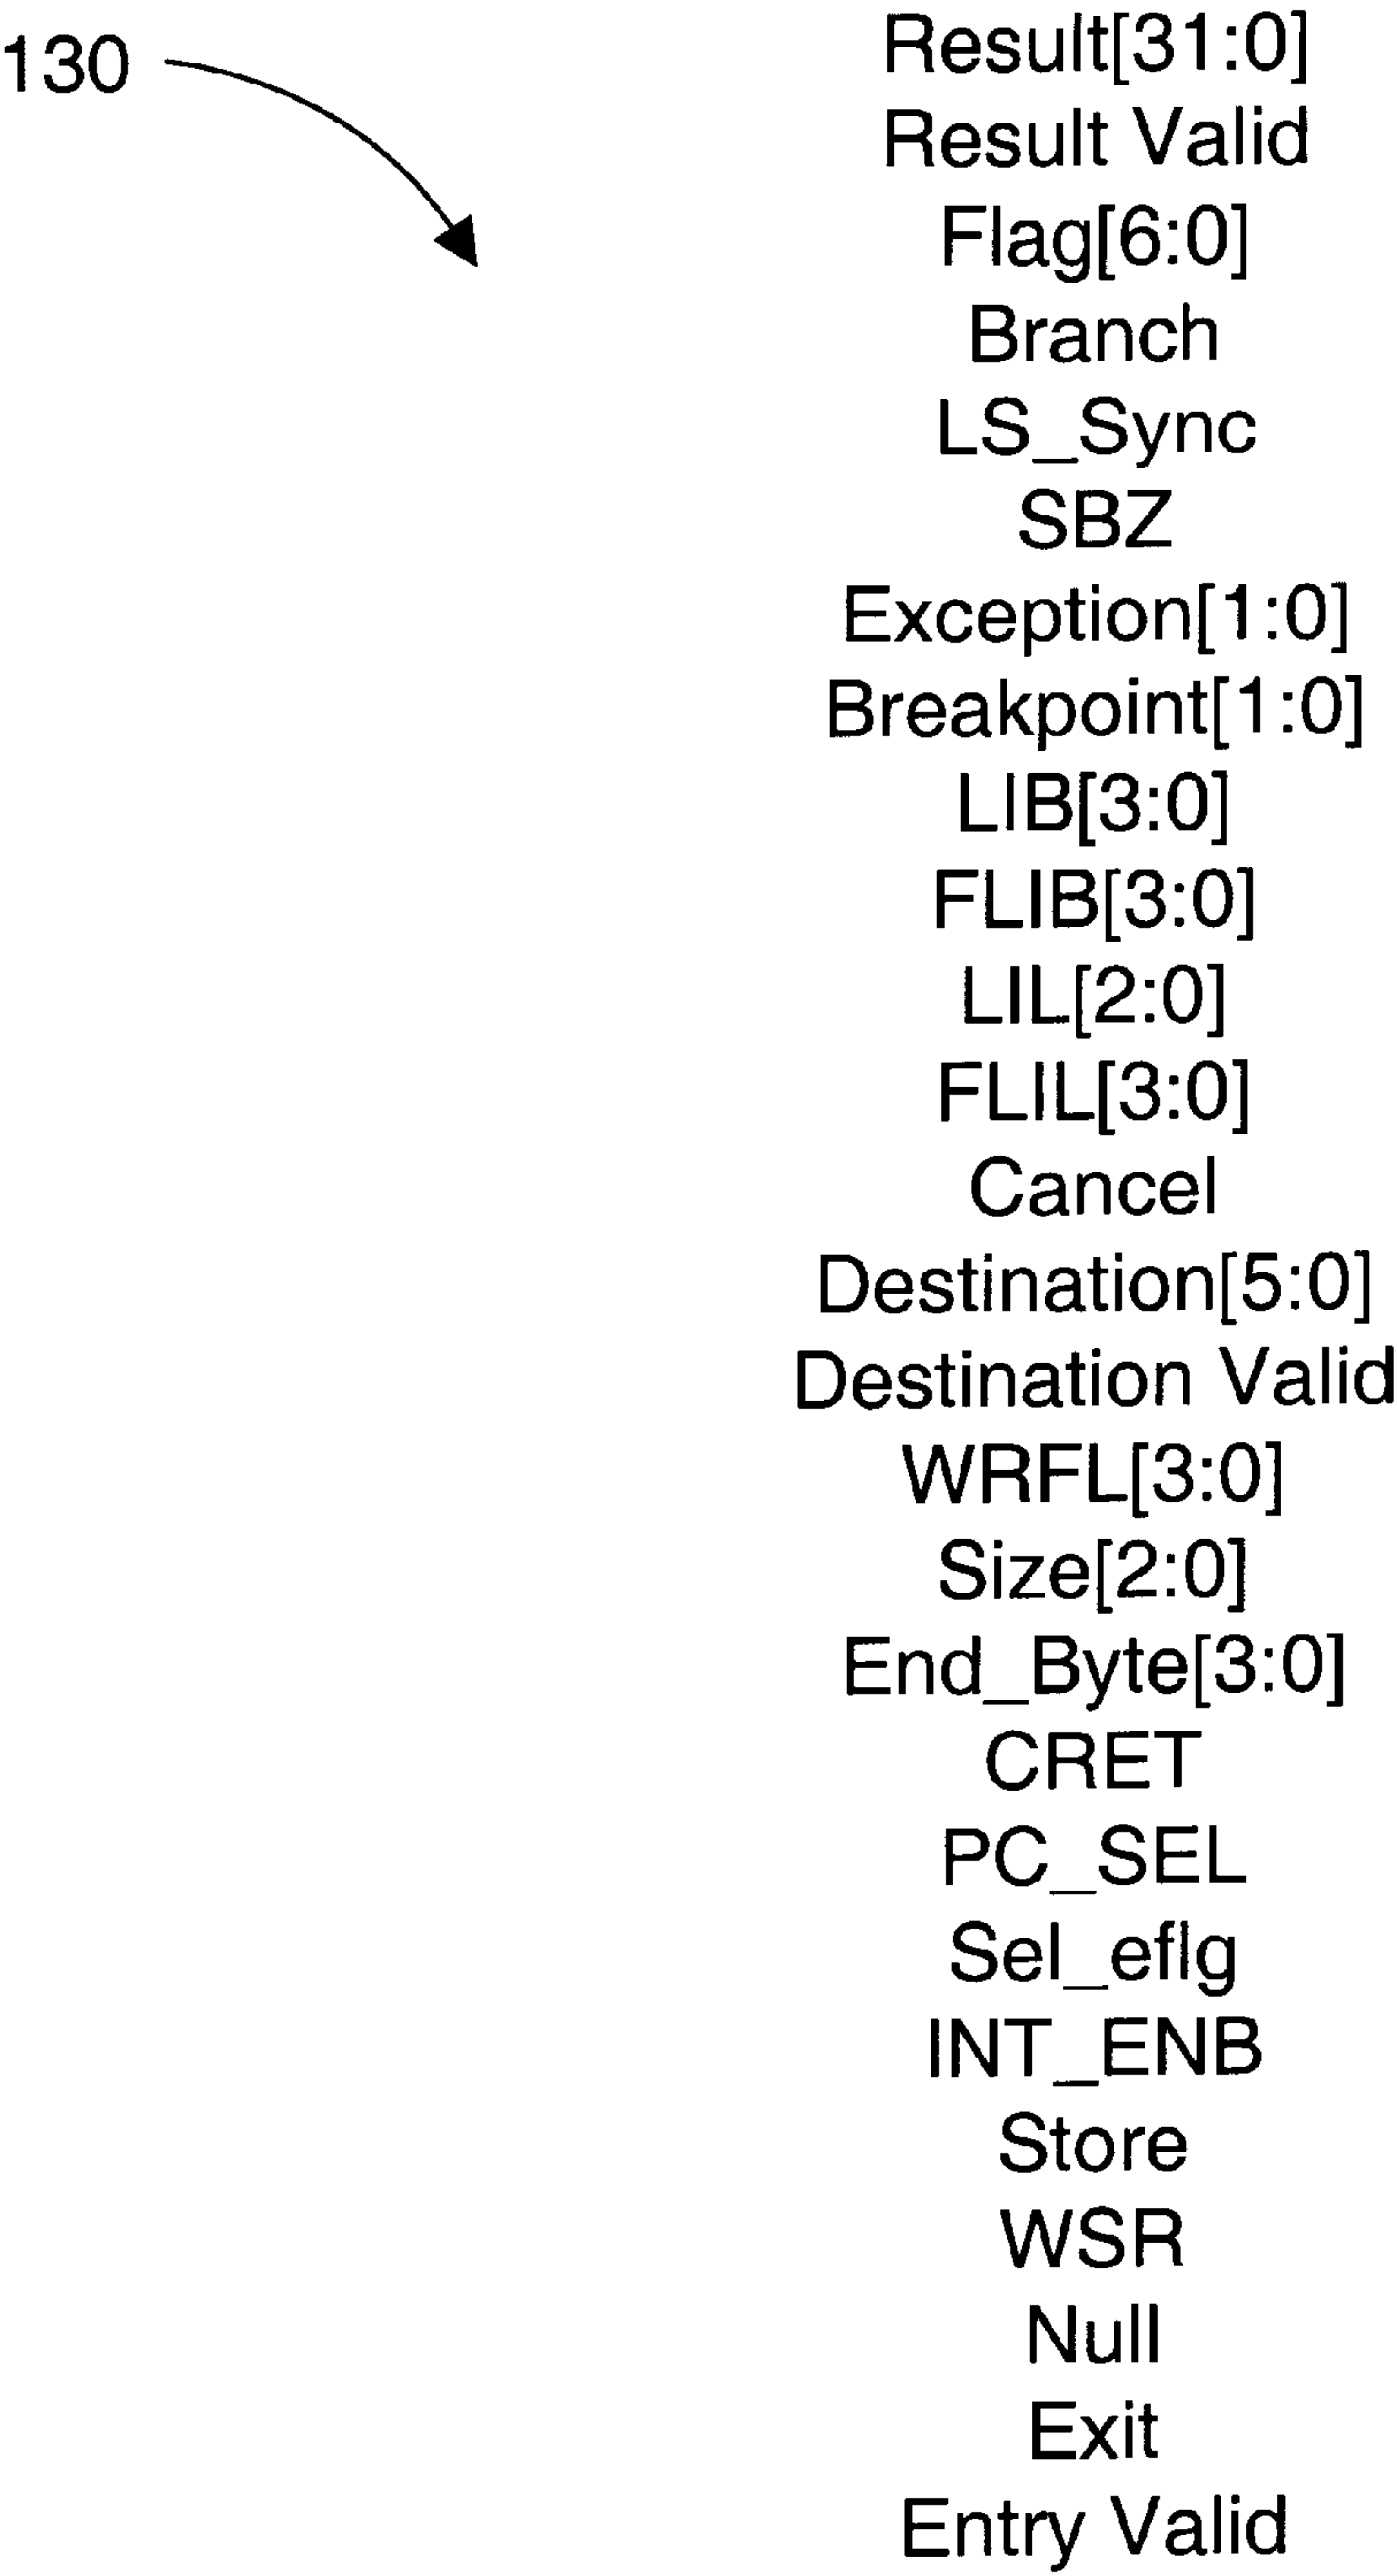 130
Result[31:0]
Result Valid
Flag[6:0]
Branch
LS_Sync
SBZ
Exception[1:0]
Breakpoint[1:0]
LIB[3:0]
FLIB[3:0]
LIL[2:0]
FLIL[3:0]
Cancel
Destination[5:0]
Destination Valid
WRFL[3:0]
Size[2:0]
End_Byte[3:0]
CRET
PC_SEL
Sel_eflg
INT_ENB
Store
WSR
Null
Exit
Entry Valid